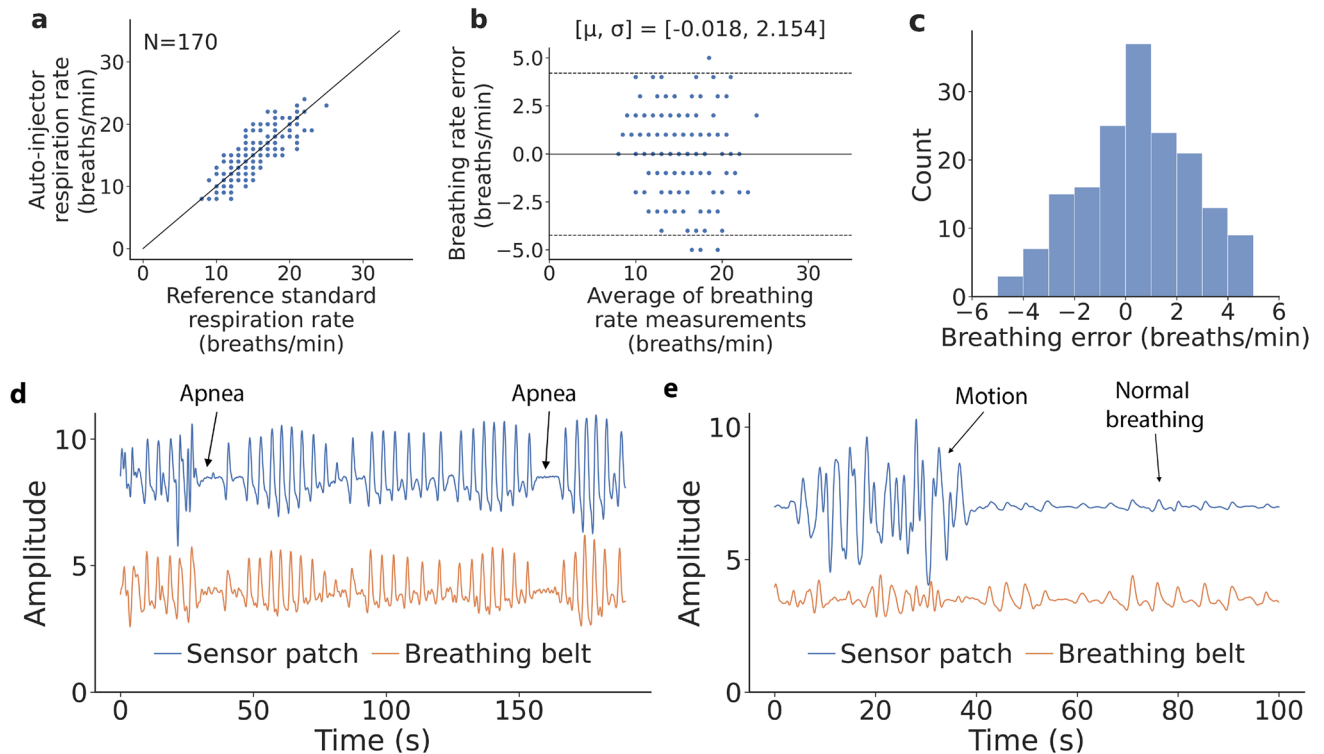 a
N=170
Auto-injector
respiration rate
(breaths/min)
30
20
10
0
0 10 20 30
Reference standard
respiration rate
(breaths/min)
b
[μ, σ] = [-0.018, 2.154]
Breathing rate error
(breaths/min)
5.0
2.5
0.0
−2.5
−5.0
0 10 20 30
Average of breathing
rate measurements
(breaths/min)
c
Count
30
20
10
0
−6 −4 −2 0 2 4 6
Breathing error (breaths/min)
d
Apnea Apnea
Amplitude
10
5
0
Sensor patch Breathing belt
0 50 100 150
Time (s)
e
Motion
Normal
breathing
Amplitude
10
5
0
Sensor patch Breathing belt
0 20 40 60 80 100
Time (s)